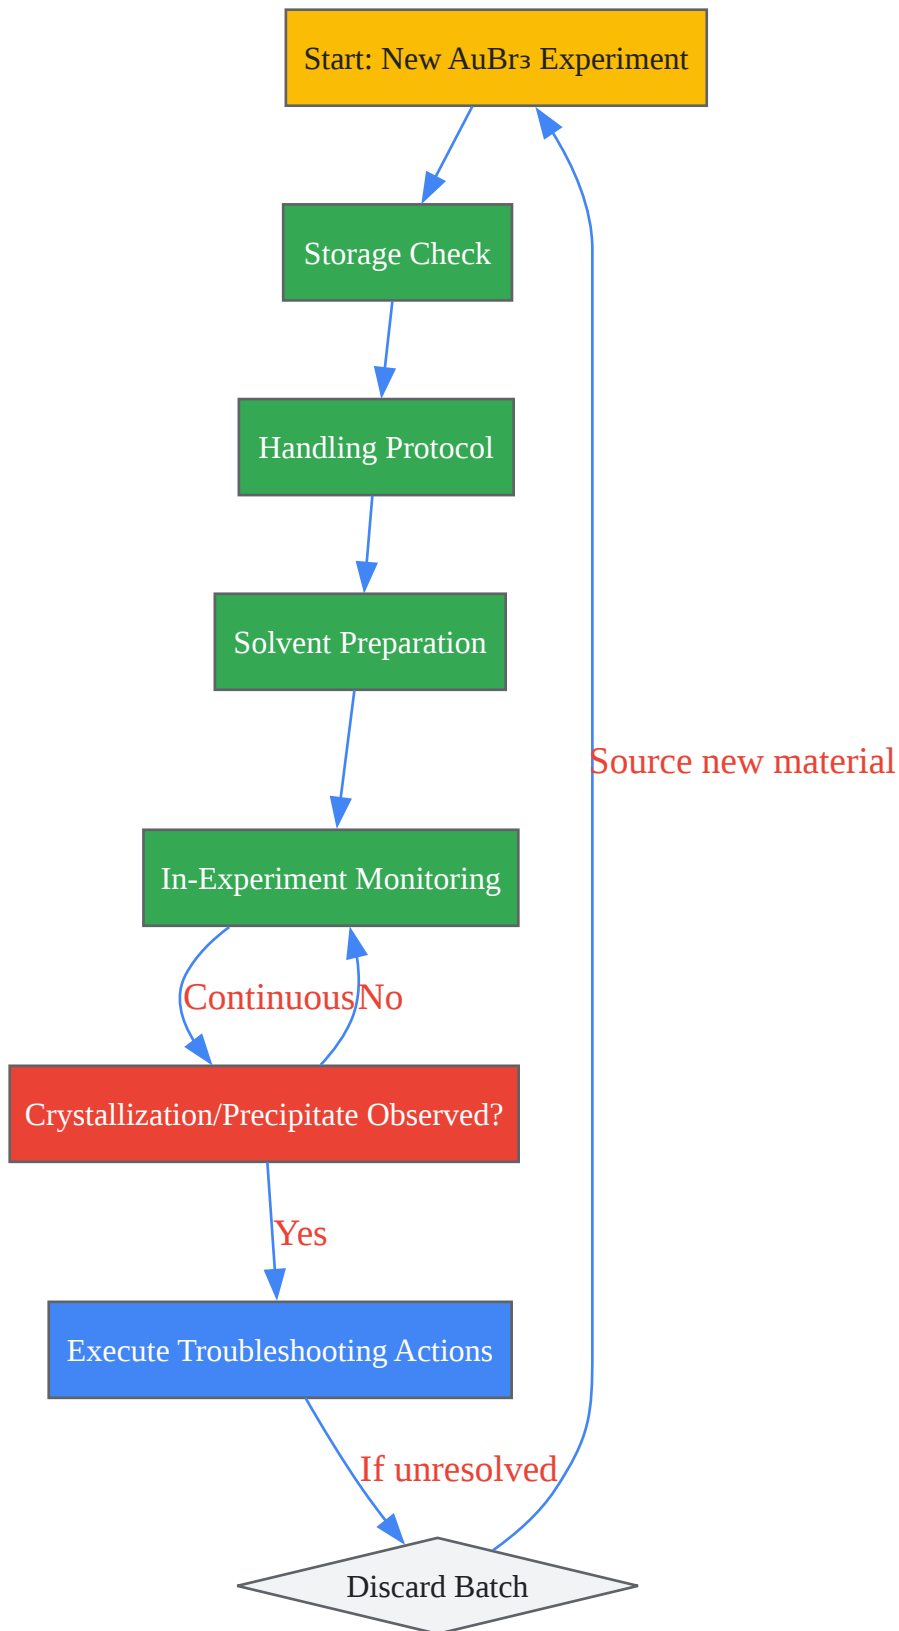 Start: New AuBr₃ Experiment
Storage Check
Handling Protocol
Solvent Preparation
Source new material
In-Experiment Monitoring
Continuous
No
Crystallization/Precipitate Observed?
Yes
Execute Troubleshooting Actions
If unresolved
Discard Batch